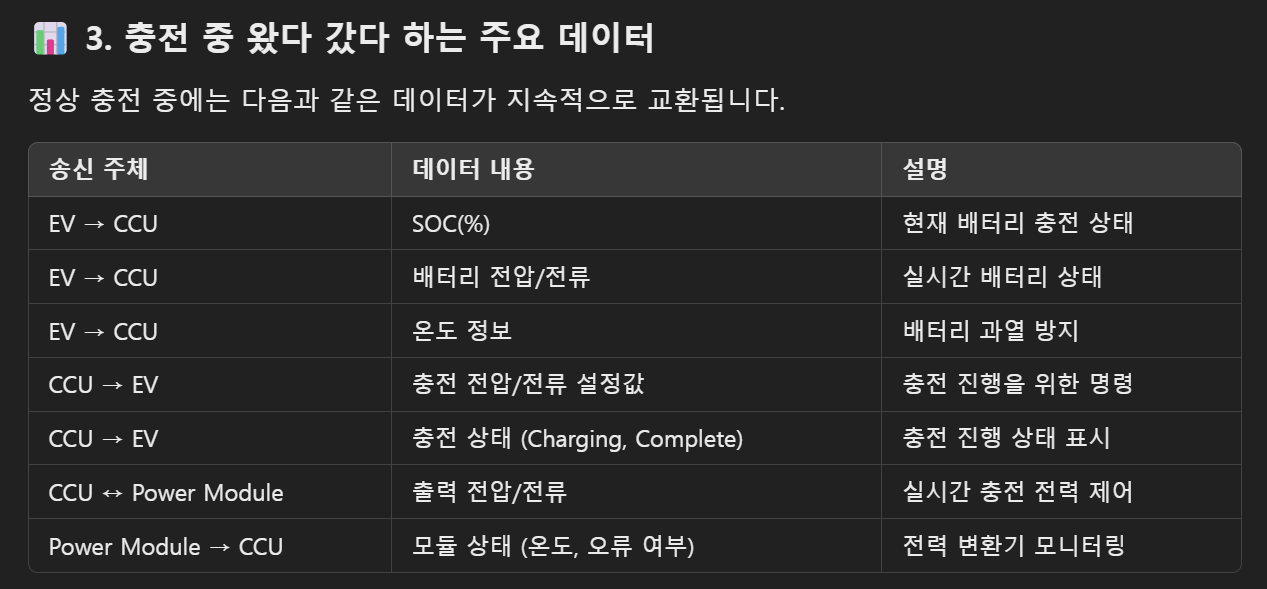 3. 충전 중 왔다 갔다 하는 주요 데이터
정상 충전 중에는 다음과 같은 데이터가 지속적으로 교환됩니다.
송신 주체 데이터 내용 설명
EV → CCU SOC(%) 현재 배터리 충전 상태
EV → CCU 배터리 전압/전류 실시간 배터리 상태
EV → CCU 온도 정보 배터리 과열 방지
CCU → EV 충전 전압/전류 설정값 충전 진행을 위한 명령
CCU → EV 충전 상태 (Charging, Complete) 충전 진행 상태 표시
CCU ↔ Power Module 출력 전압/전류 실시간 충전 전력 제어
Power Module → CCU 모듈 상태 (온도, 오류 여부) 전력 변환기 모니터링